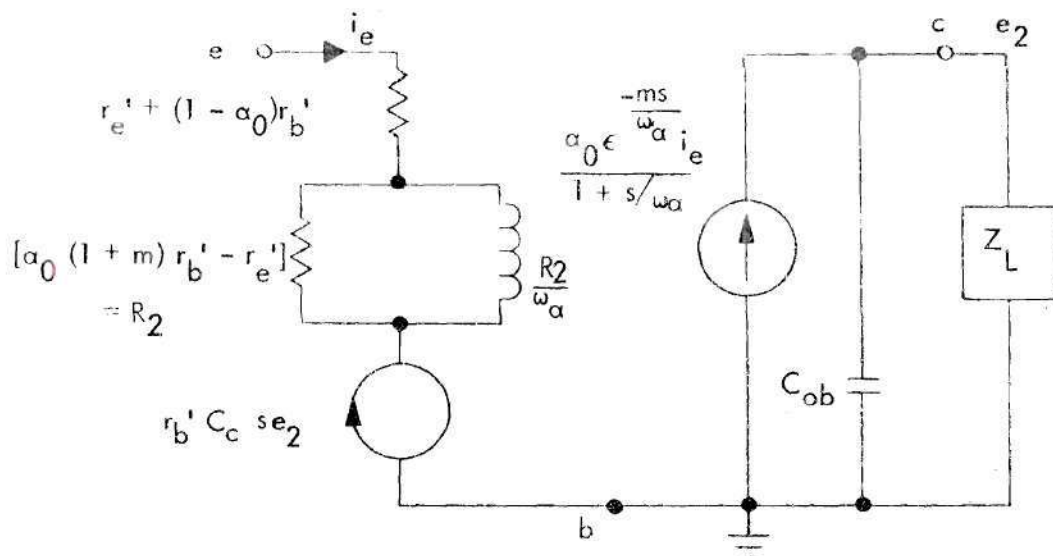 e
i_e
r_e' + (1 - α_0)r_b'
[α_0 (1 + m) r_b' - r_e']
= R_2
R2
ω_α
r_b' C_c se_2
b
-ms
ω_α
α_0 ϵ i_e
1 + s/ω_α
c
e_2
Z_L
C_ob